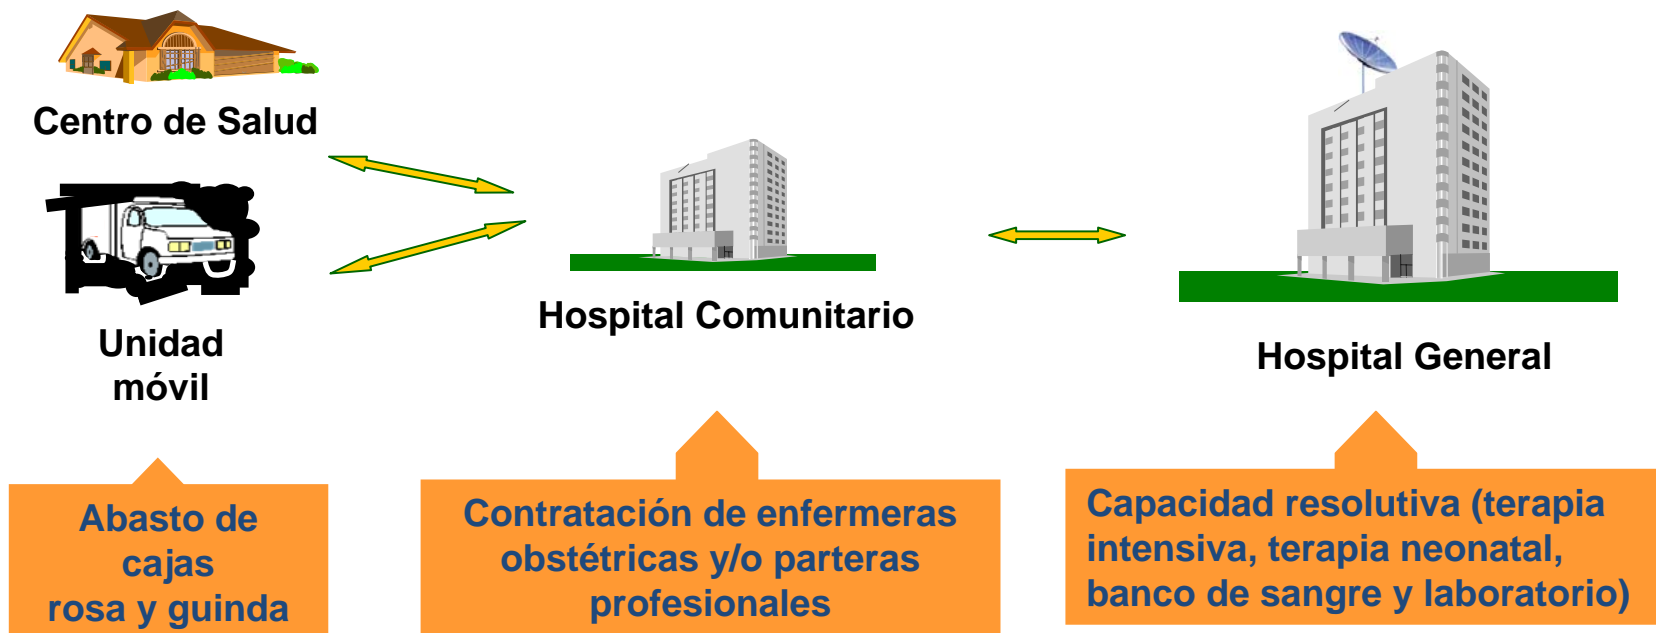 Centro de Salud
Unidad
móvil
Hospital Comunitario
Hospital General
Abasto de
cajas
rosa y guinda
Contratación de enfermeras
obstétricas y/o parteras
profesionales
Capacidad resolutiva (terapia
intensiva, terapia neonatal,
banco de sangre y laboratorio)